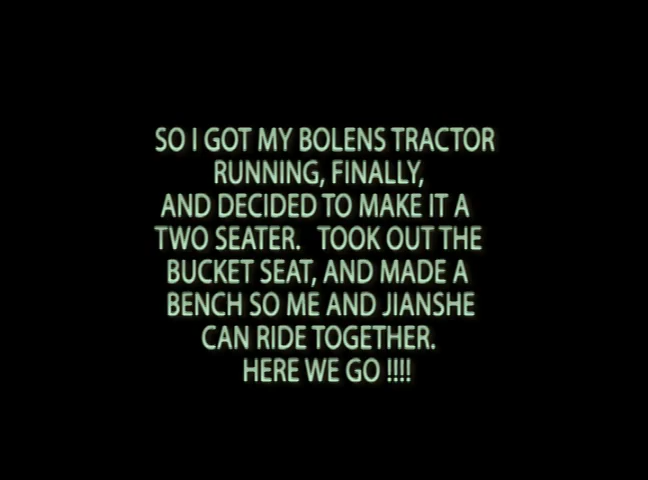 SO I GOT MY BOLENS TRACTOR
RUNNING, FINALLY,
AND DECIDED TO MAKE IT A
TWO SEATER. TOOK OUT THE
BUCKET SEAT, AND MADE A
BENCH SO ME AND JIANSHE
CAN RIDE TOGETHER.
HERE WE GO !!!!